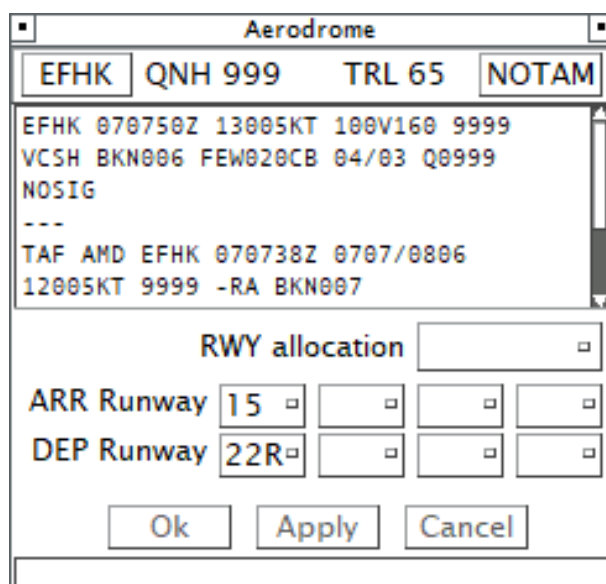 Aerodrome
EFHK QNH 999 TRL 65 NOTAM
EFHK 070750Z 13005KT 100V160 9999
VCSH BKN006 FEW020CB 04/03 Q0999
NOSIG
---
TAF AMD EFHK 070738Z 0707/0806
12005KT 9999 -RA BKN007
RWY allocation
ARR Runway 15
DEP Runway 22R
Ok Apply Cancel